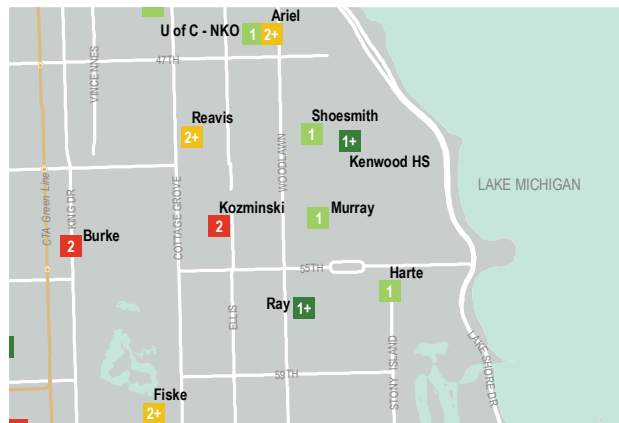 Ariel
U of C - NKO
1
2+
47TH
VINCENNES
Reavis
2+
Shoesmith
1
1+
Kenwood HS
WOODLAWN
LAKE MICHIGAN
CTA Green Line
KING DR
COTTAGE GROVE
Kozminski
2
Murray
1
Burke
2
55TH
Harte
1
Ray
1+
ELLIS
STONY ISLAND
LAKE SHORE DR
59TH
Fiske
2+